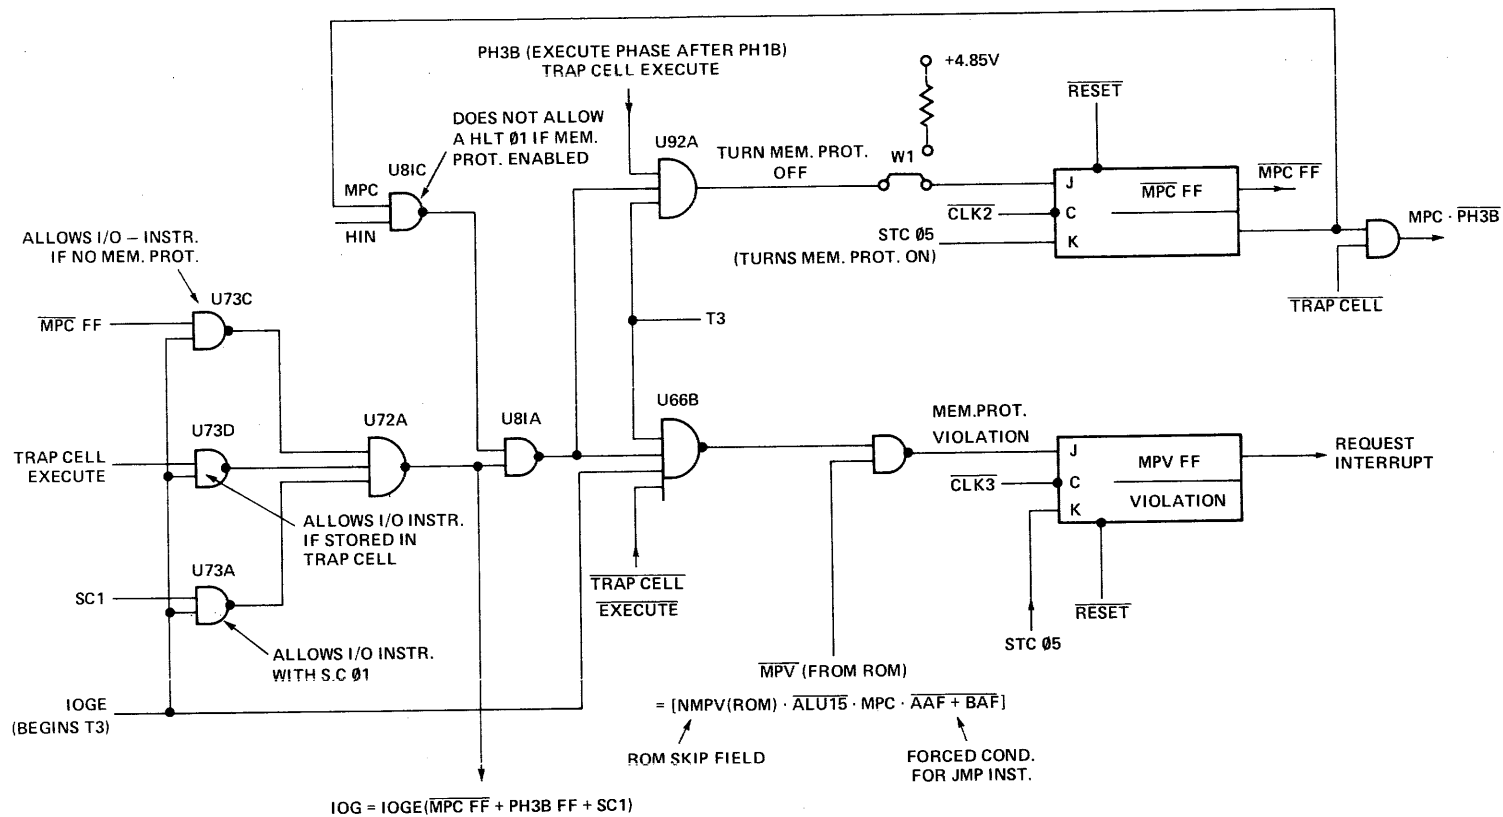 PH3B (EXECUTE PHASE AFTER PH1B)
TRAP CELL EXECUTE
+4.85V
RESET
DOES NOT ALLOW
A HLT Ø1 IF MEM.
PROT. ENABLED
U92A
TURN MEM. PROT.
OFF
W1
U8IC
MPC
HIN
J
C
K
MPC FF
MPC FF
CLK2
STC Ø5
(TURNS MEM. PROT. ON)
MPC · PH3B
TRAP CELL
ALLOWS I/O – INSTR.
IF NO MEM. PROT.
U73C
MPC FF
T3
U73D
U72A
U8IA
U66B
TRAP CELL
EXECUTE
MEM.PROT.
VIOLATION
J
C
K
MPV FF
VIOLATION
REQUEST
INTERRUPT
CLK3
ALLOWS I/O INSTR.
IF STORED IN
TRAP CELL
U73A
SC1
TRAP CELL
EXECUTE
RESET
STC Ø5
ALLOWS I/O INSTR.
WITH S.C Ø1
IOGE
(BEGINS T3)
MPV (FROM ROM)
= [NMPV(ROM) · ALU15 · MPC · AAF + BAF]
ROM SKIP FIELD
FORCED COND.
FOR JMP INST.
IOG = IOGE(MPC FF + PH3B FF + SC1)